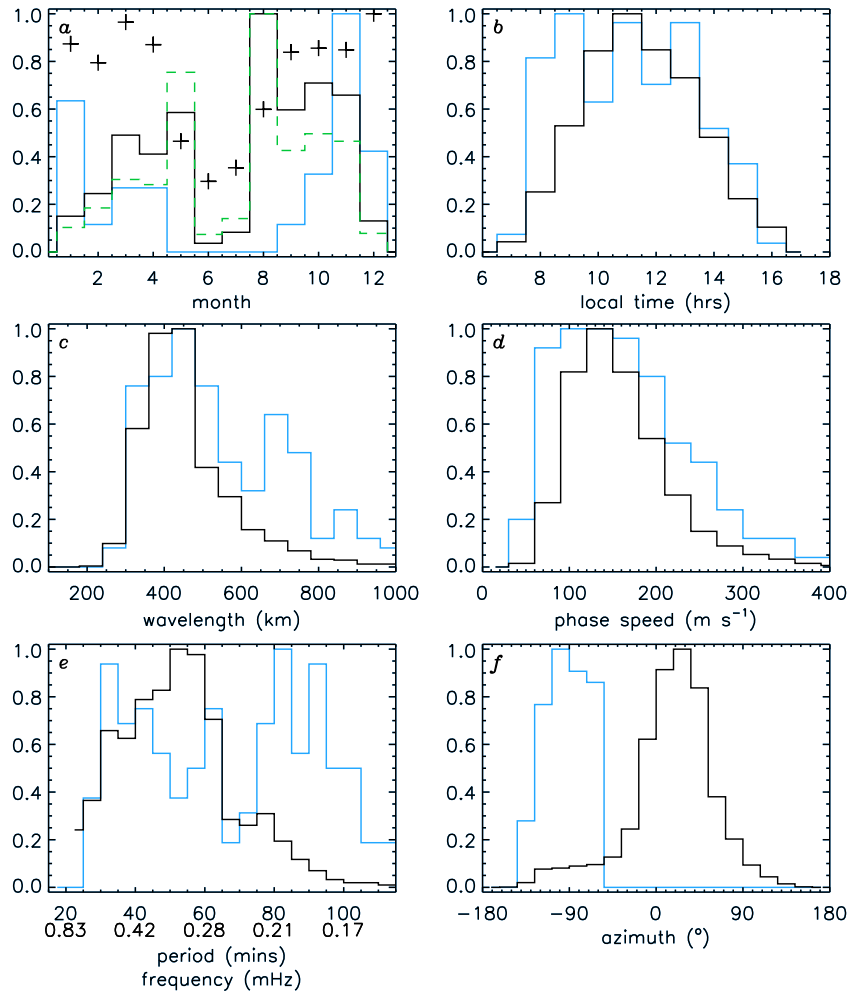 a
1.0
0.8
0.6
0.4
0.2
0.0
2 4 6 8 10 12
month
b
1.0
0.8
0.6
0.4
0.2
0.0
6 8 10 12 14 16 18
local time (hrs)
c
1.0
0.8
0.6
0.4
0.2
0.0
200 400 600 800 1000
wavelength (km)
d
1.0
0.8
0.6
0.4
0.2
0.0
0 100 200 300 400
phase speed (m s⁻¹)
e
1.0
0.8
0.6
0.4
0.2
0.0
20 40 60 80 100
0.83 0.42 0.28 0.21 0.17
period (mins)
frequency (mHz)
f
1.0
0.8
0.6
0.4
0.2
0.0
−180 −90 0 90 180
azimuth (°)